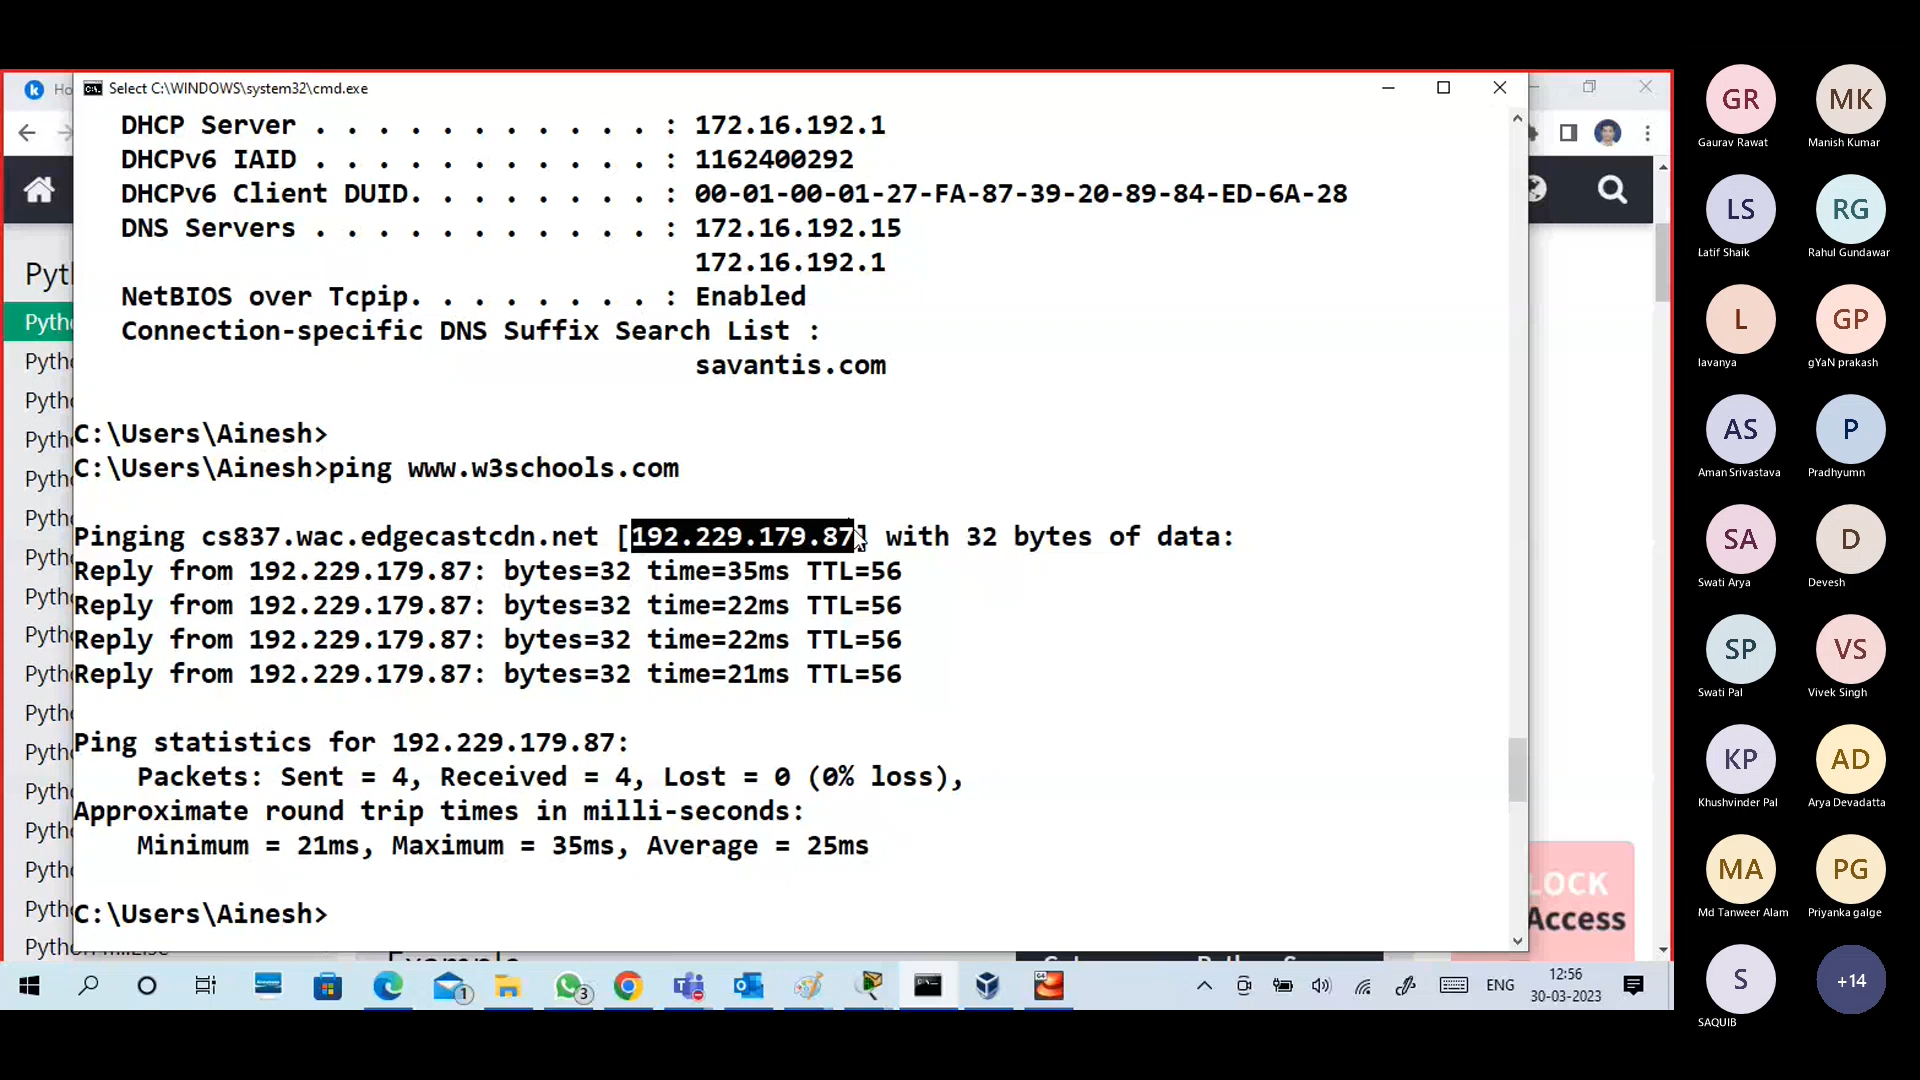 Select C:\WINDOWS\system32\cmd.exe
DHCP Server . . . . . . . . . . . : 172.16.192.1
DHCPv6 IAID . . . . . . . . . . . : 1162400292
DHCPv6 Client DUID. . . . . . . . : 00-01-00-01-27-FA-87-39-20-89-84-ED-6A-28
DNS Servers . . . . . . . . . . . : 172.16.192.15
172.16.192.1
NetBIOS over Tcpip. . . . . . . . : Enabled
Connection-specific DNS Suffix Search List :
savantis.com
C:\Users\Ainesh>
C:\Users\Ainesh>ping www.w3schools.com
Pinging cs837.wac.edgecastcdn.net [192.229.179.87] with 32 bytes of data:
Reply from 192.229.179.87: bytes=32 time=35ms TTL=56
Reply from 192.229.179.87: bytes=32 time=22ms TTL=56
Reply from 192.229.179.87: bytes=32 time=22ms TTL=56
Reply from 192.229.179.87: bytes=32 time=21ms TTL=56
Ping statistics for 192.229.179.87:
Packets: Sent = 4, Received = 4, Lost = 0 (0% loss),
Approximate round trip times in milli-seconds:
Minimum = 21ms, Maximum = 35ms, Average = 25ms
C:\Users\Ainesh>
Access
ENG
12:56
30-03-2023
GR MK
Gaurav Rawat Manish Kumar
LS RG
Latif Shaik Rahul Gundawar
L GP
lavanya gYaN prakash
AS P
Aman Srivastava Pradhyumn
SA D
Swati Arya Devesh
SP VS
Swati Pal Vivek Singh
KP AD
Khushvinder Pal Arya Devadatta
MA PG
Md Tanweer Alam Priyanka galge
S +14
SAQUIB